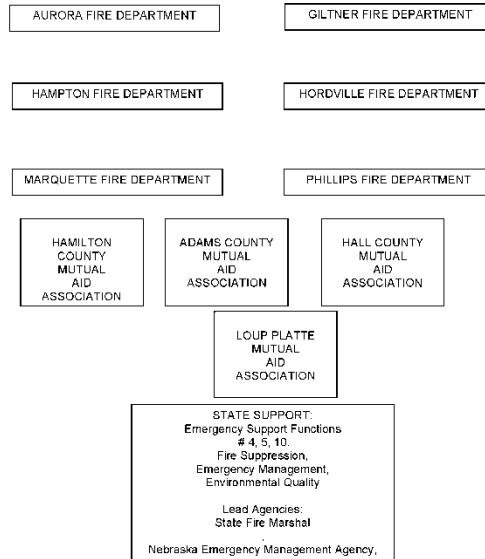 AURORA FIRE DEPARTMENT
GILTNER FIRE DEPARTMENT
HAMPTON FIRE DEPARTMENT
HORDVILLE FIRE DEPARTMENT
MARQUETTE FIRE DEPARTMENT
PHILLIPS FIRE DEPARTMENT
HAMILTON
COUNTY
MUTUAL
AID
ASSOCIATION
ADAMS COUNTY
MUTUAL
AID
ASSOCIATION
HALL COUNTY
MUTUAL
AID
ASSOCIATION
LOUP PLATTE
MUTUAL
AID
ASSOCIATION
STATE SUPPORT:
Emergency Support Functions
# 4, 5, 10.
Fire Suppression,
Emergency Management,
Environmental Quality
Lead Agencies:
State Fire Marshal
.
Nebraska Emergency Management Agency,